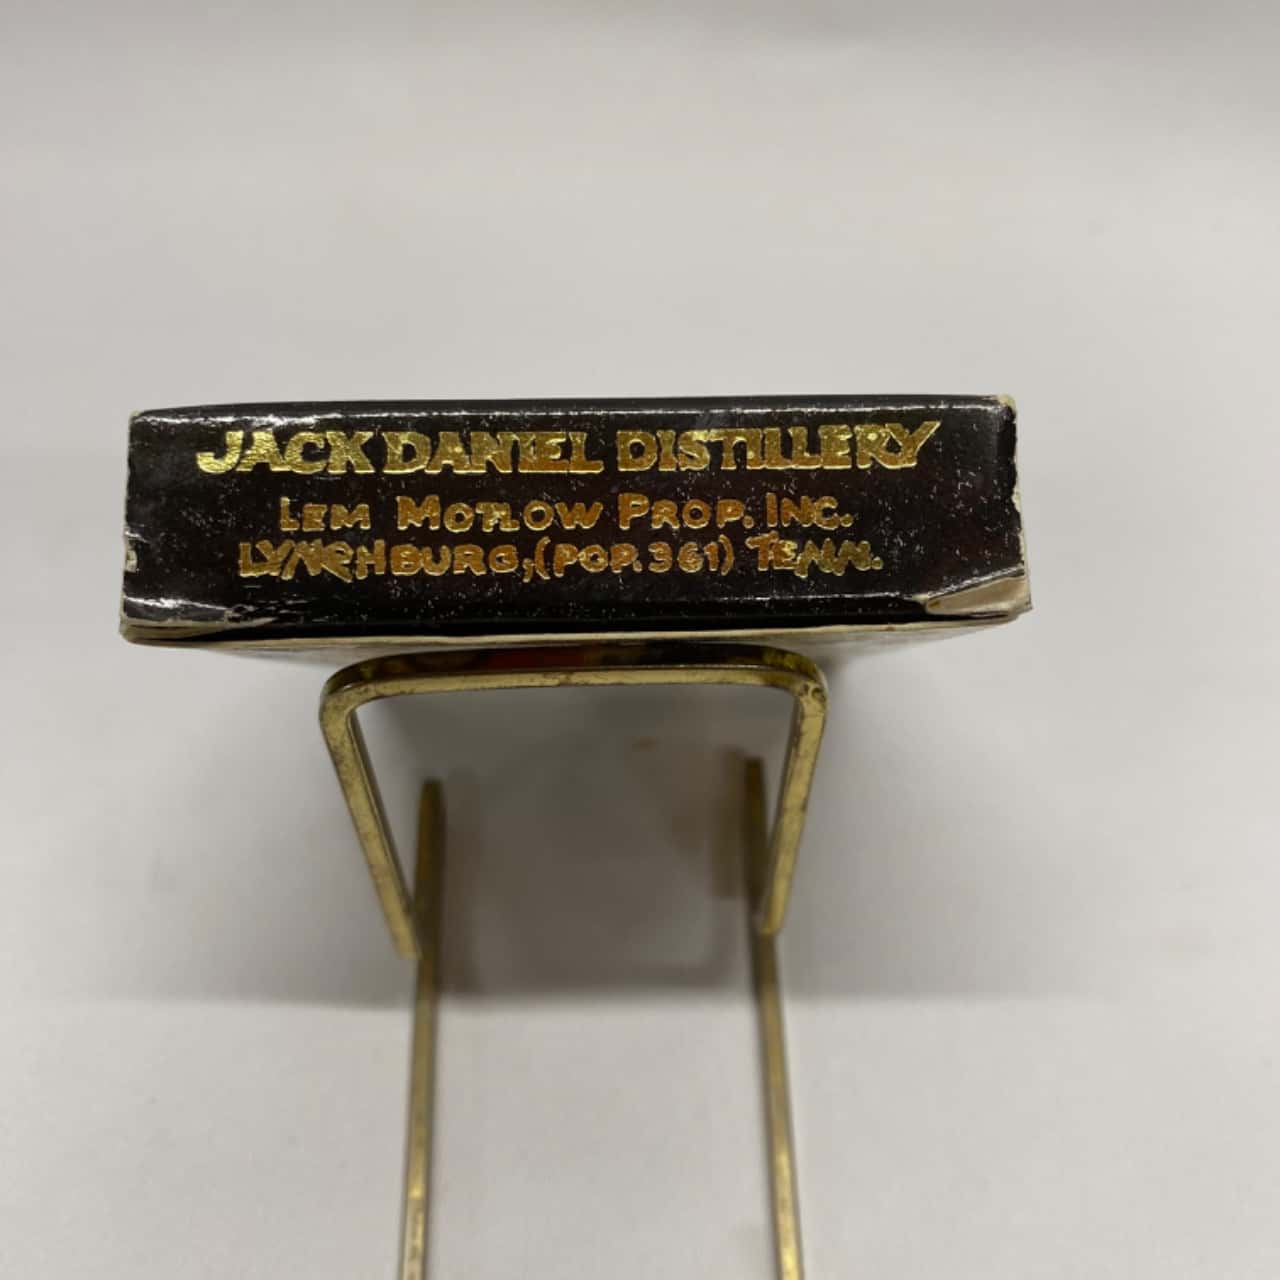 JACK DANIEL DISTILLERY
LEM MOTLOW PROP. INC.
LYNCHBURG, (POP. 361) TENN.